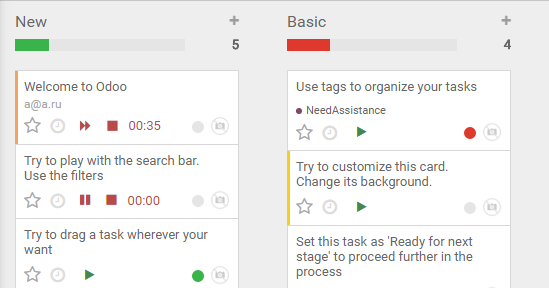 New
5
Welcome to Odoo
a@a.ru
00:35
Try to play with the search bar.
Use the filters
00:00
Try to drag a task wherever your
want
Basic
4
Use tags to organize your tasks
NeedAssistance
Try to customize this card.
Change its background.
Set this task as 'Ready for next
stage' to proceed further in the
process